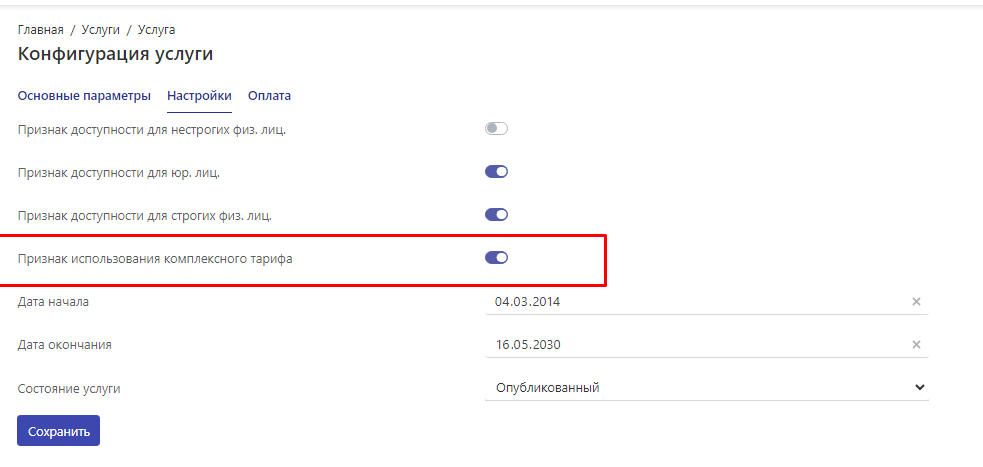 Главная / Услуги / Услуга
Конфигурация услуги
Основные параметры Настройки Оплата
Признак доступности для нестрогих физ. лиц.
Признак доступности для юр. лиц.
Признак доступности для строгих физ. лиц.
Признак использования комплексного тарифа
Дата начала 04.03.2014
Дата окончания 16.05.2030
Состояние услуги Опубликованный
Сохранить